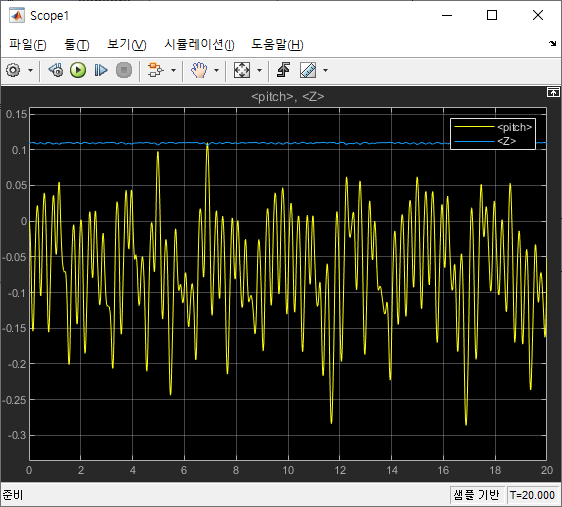 Scope1
파일(F) 툴(T) 보기(V) 시뮬레이션(I) 도움말(H)
<pitch>, <Z>
<pitch>
<Z>
0.15
0.1
0.05
0
-0.05
-0.1
-0.15
-0.2
-0.25
-0.3
0 2 4 6 8 10 12 14 16 18 20
준비 샘플 기반 T=20.000